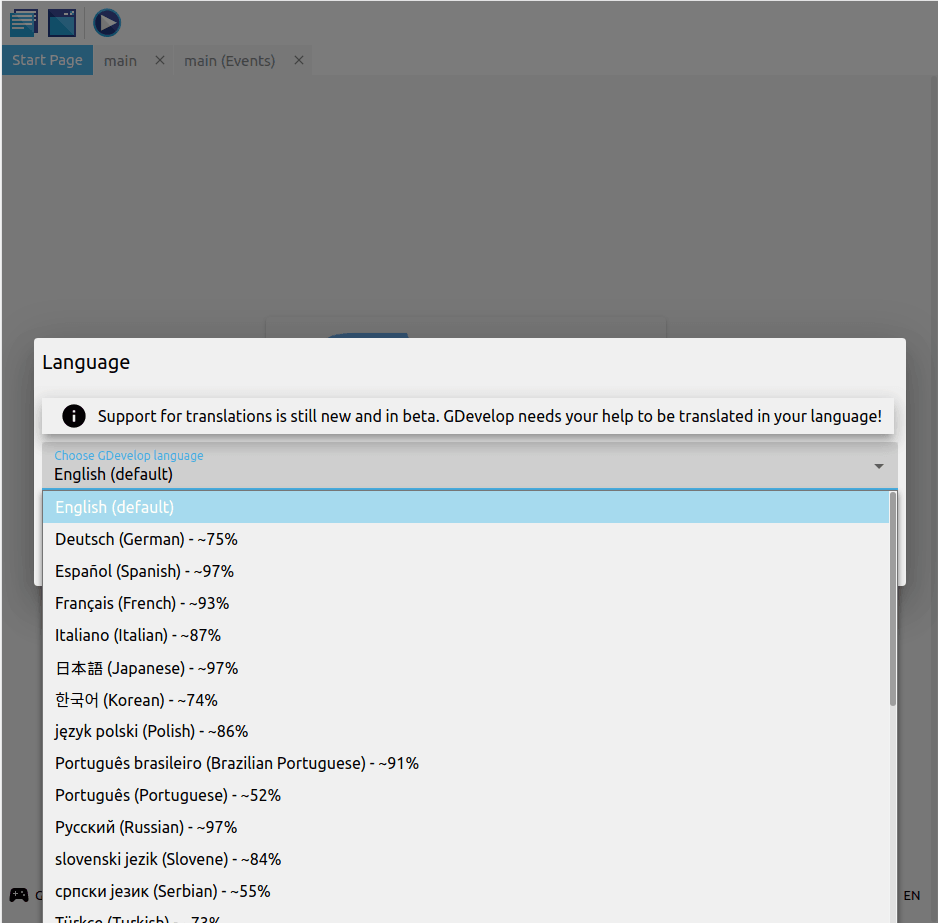 Start Page
main
main (Events)
Language
Support for translations is still new and in beta. GDevelop needs your help to be translated in your language!
Choose GDevelop language
English (default)
English (default)
Deutsch (German) - ~75%
Español (Spanish) - ~97%
Français (French) - ~93%
Italiano (Italian) - ~87%
日本語 (Japanese) - ~97%
한국어 (Korean) - ~74%
język polski (Polish) - ~86%
Português brasileiro (Brazilian Portuguese) - ~91%
Português (Portuguese) - ~52%
Русский (Russian) - ~97%
slovenski jezik (Slovene) - ~84%
српски језик (Serbian) - ~55%
EN
Türkçe (Turkish) - ~73%